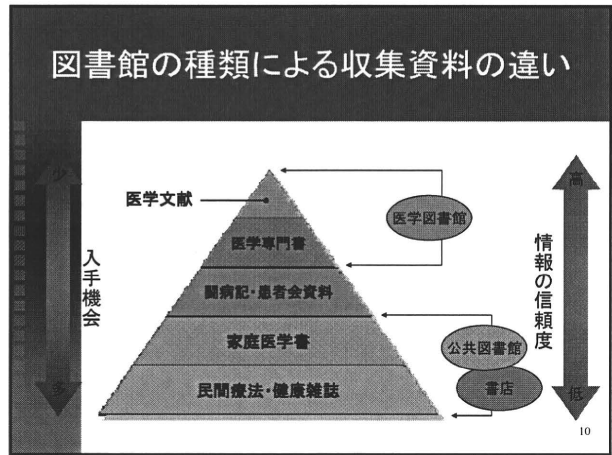 図書館の種類による収集資料の違い
少
高
医学文献
医学図書館
医学専門書
入手機会
情報の信頼度
闘病記・患者会資料
家庭医学書
公共図書館
書店
民間療法・健康雑誌
多
低
10